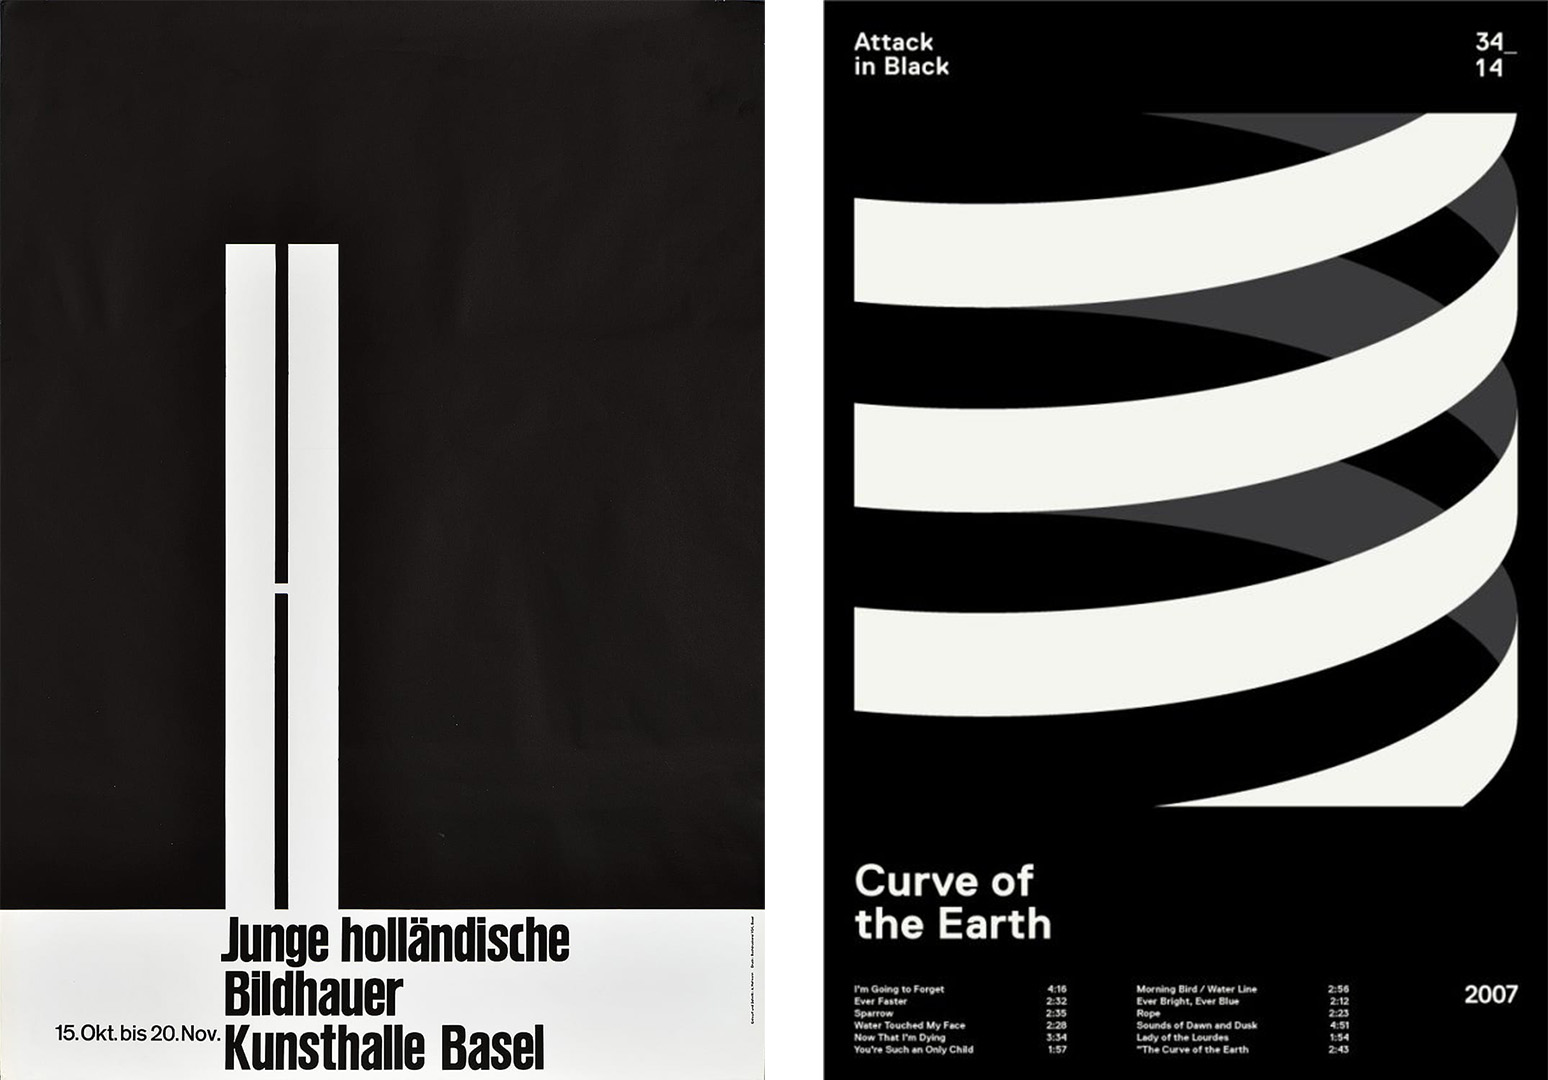 Junge holländische
Bildhauer
15.Okt. bis 20.Nov. Kunsthalle Basel
Attack
in Black
34_
14
Curve of
the Earth
I'm Going to Forget 4:16
Ever Faster 2:32
Sparrow 2:35
Water Touched My Face 2:28
Now That I'm Dying 3:34
You're Such an Only Child 1:57
Morning Bird / Water Line 2:56
Ever Bright, Ever Blue 2:12
Rope 2:23
Sounds of Dawn and Dusk 4:51
Lady of the Lourdes 1:54
"The Curve of the Earth 2:43
2007